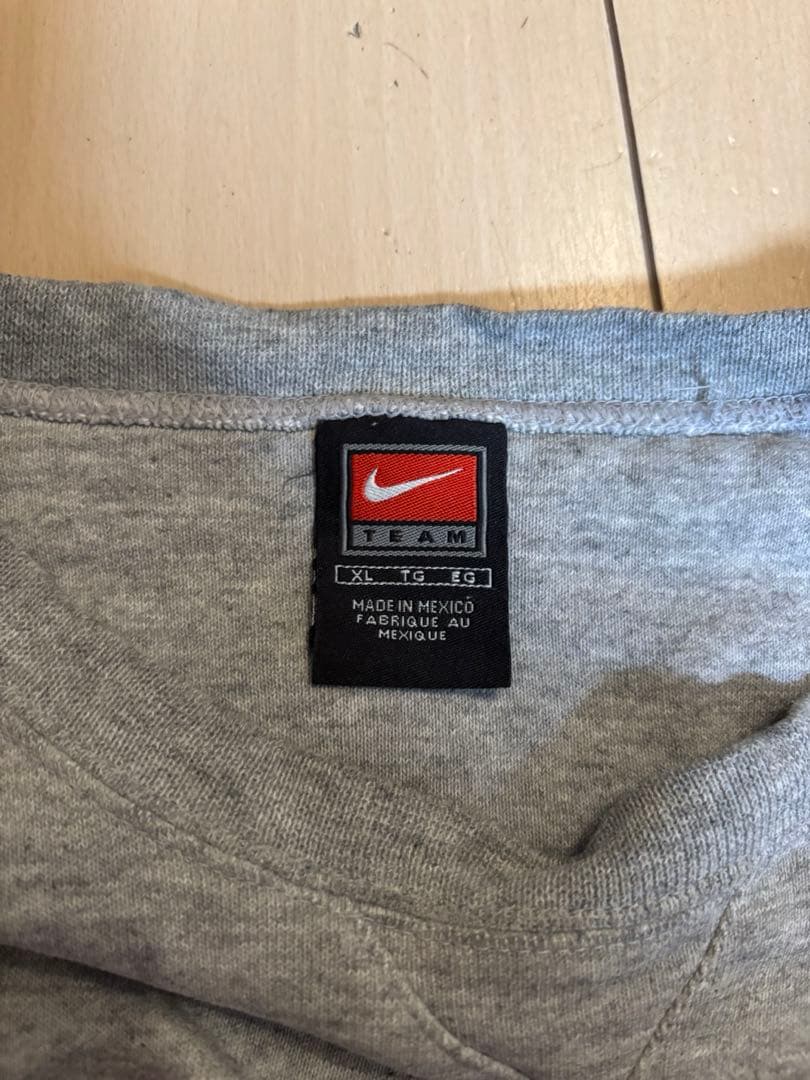 TEAM
XL TG EG
MADE IN MEXICO
FABRIQUE AU
MEXIQUE